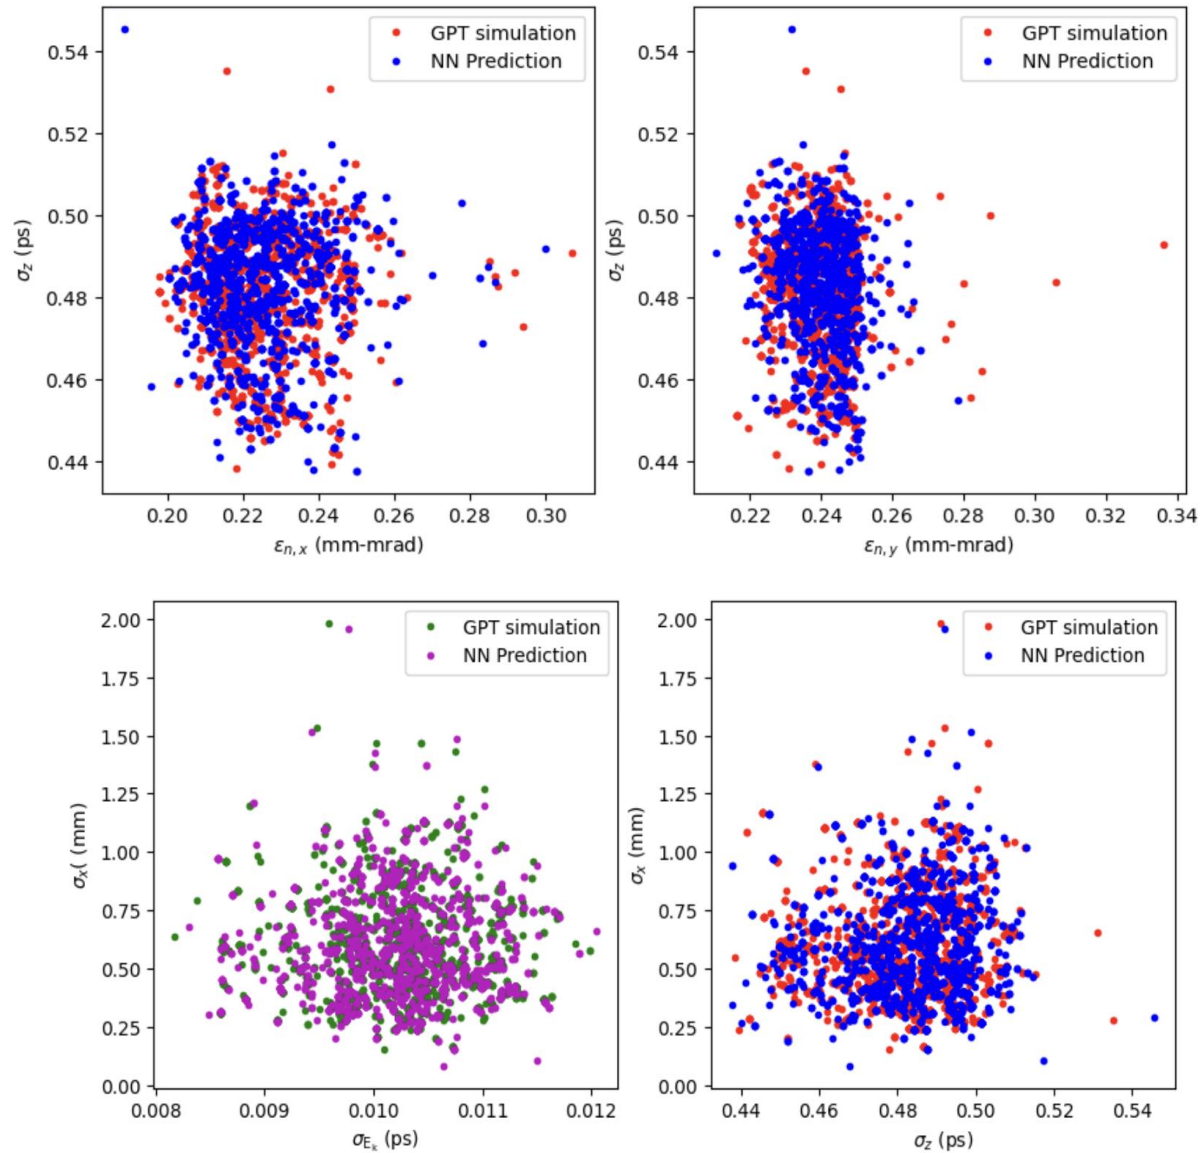 GPT simulation
NN Prediction
0.54
0.52
0.50
0.48
0.46
0.44
σz (ps)
0.20 0.22 0.24 0.26 0.28 0.30
εn, x (mm-mrad)
GPT simulation
NN Prediction
0.54
0.52
0.50
0.48
0.46
0.44
σz (ps)
0.22 0.24 0.26 0.28 0.30 0.32 0.34
εn, y (mm-mrad)
GPT simulation
NN Prediction
2.00
1.75
1.50
1.25
1.00
0.75
0.50
0.25
0.00
σx( (mm)
0.008 0.009 0.010 0.011 0.012
σEk (ps)
GPT simulation
NN Prediction
2.00
1.75
1.50
1.25
1.00
0.75
0.50
0.25
0.00
σx (mm)
0.44 0.46 0.48 0.50 0.52 0.54
σz (ps)